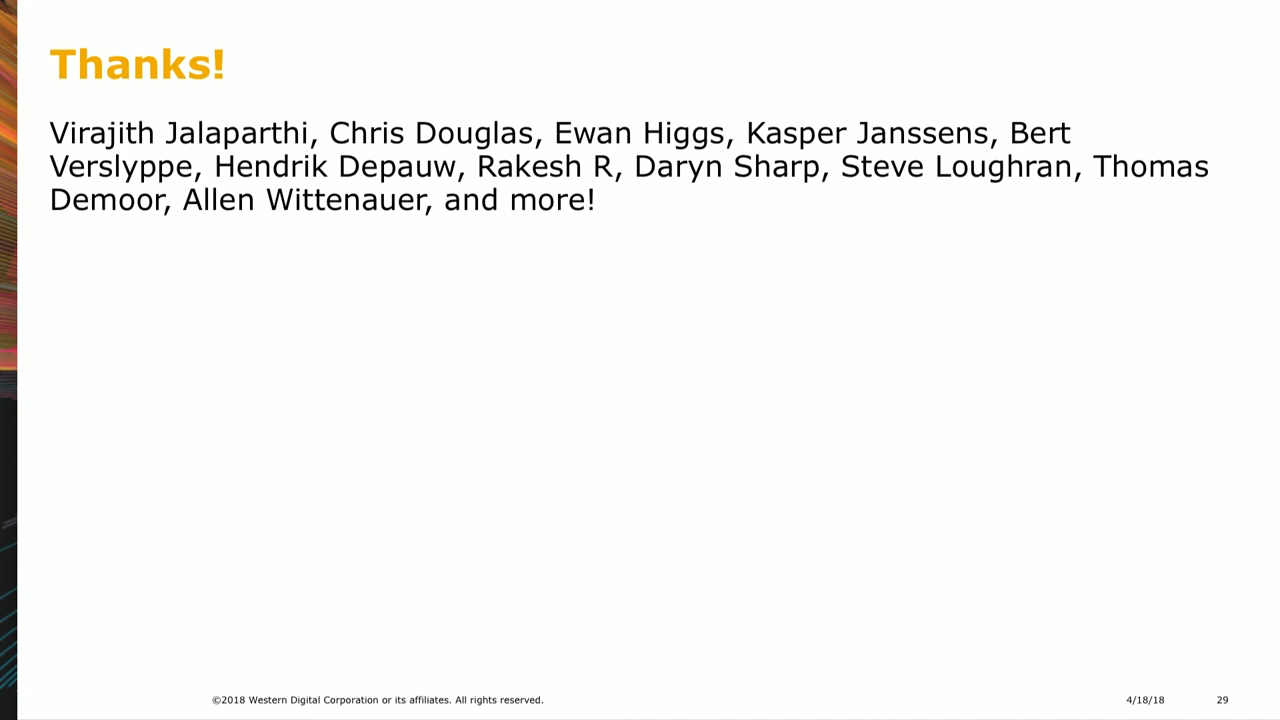 Thanks!
Virajith Jalaparthi, Chris Douglas, Ewan Higgs, Kasper Janssens, Bert
Verslyppe, Hendrik Depauw, Rakesh R, Daryn Sharp, Steve Loughran, Thomas
Demoor, Allen Wittenauer, and more!
©2018 Western Digital Corporation or its affiliates. All rights reserved.
4/18/18
29